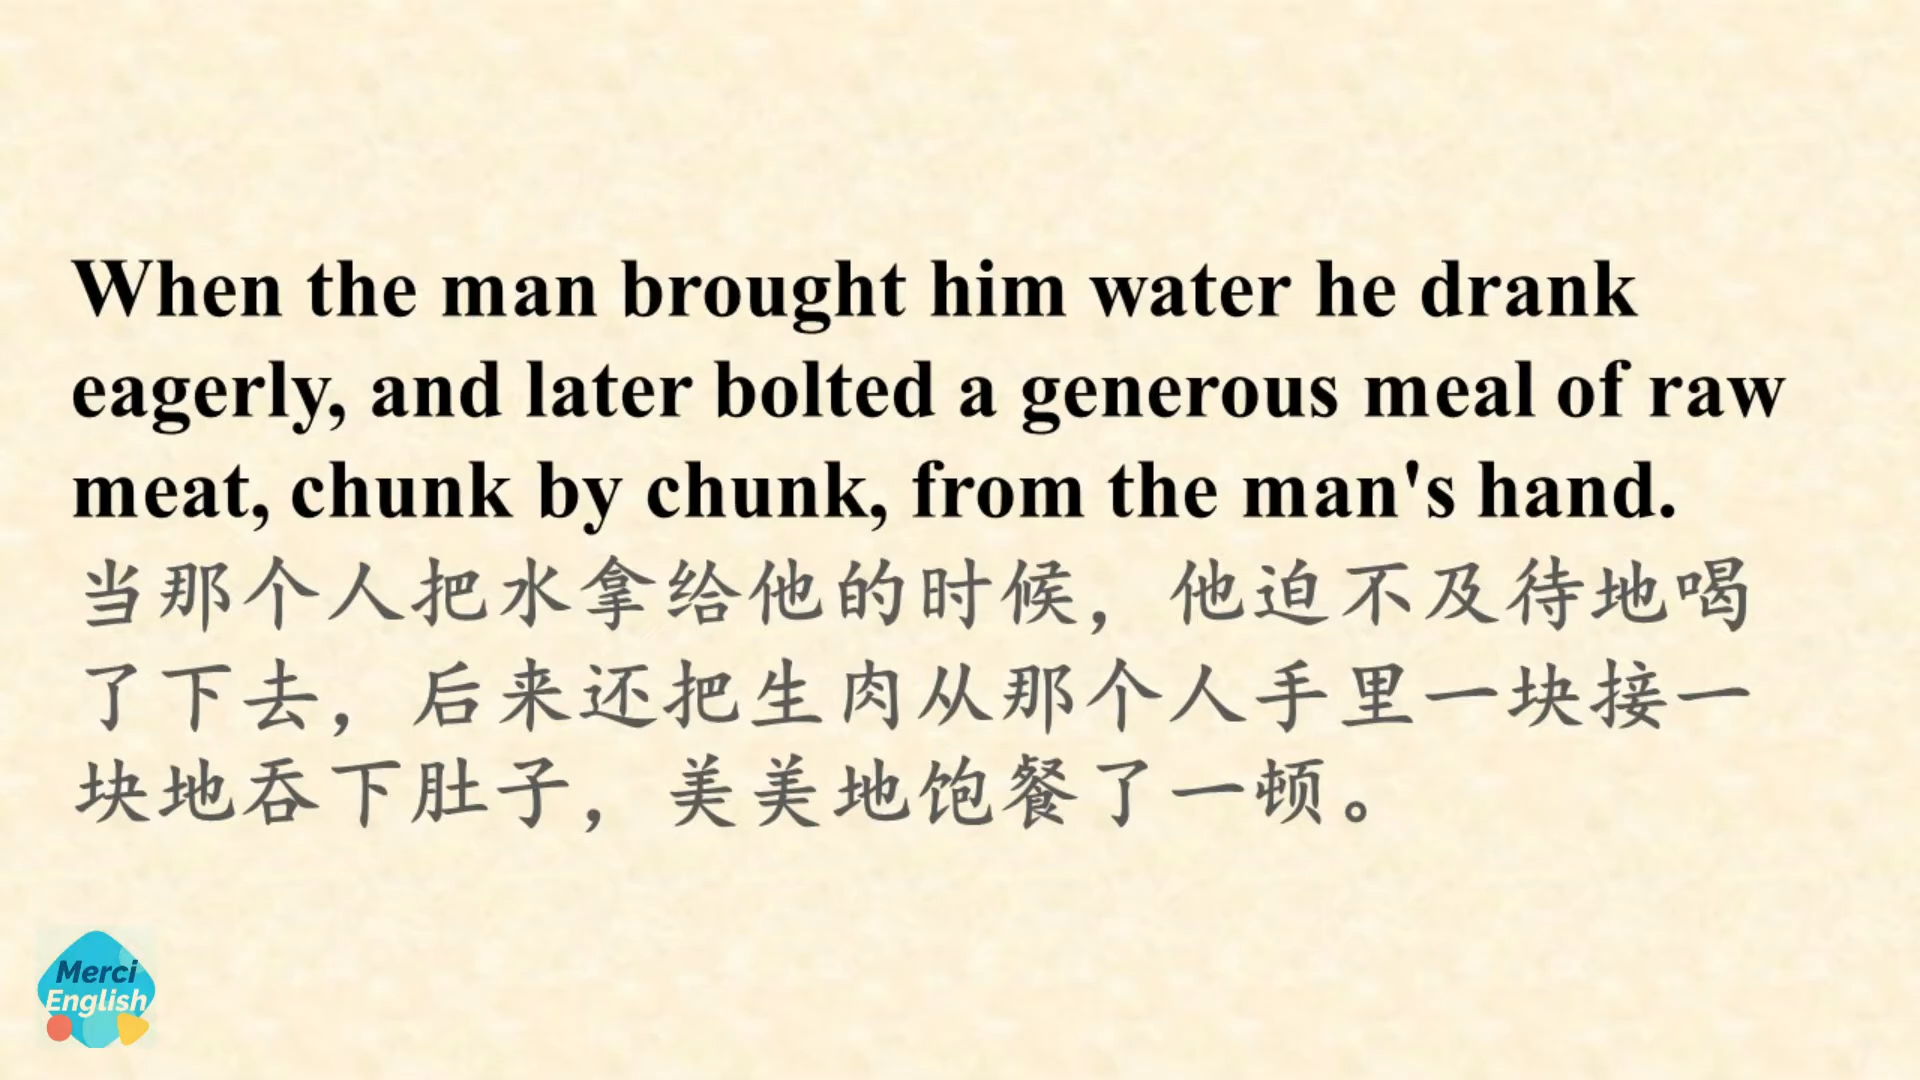 When the man brought him water he drank
eagerly, and later bolted a generous meal of raw
meat, chunk by chunk, from the man's hand.
当那个人把水拿给他的时候，他迫不及待地喝
了下去，后来还把生肉从那个人手里一块接一
块地吞下肚子，美美地饱餐了一顿。
Merci
English